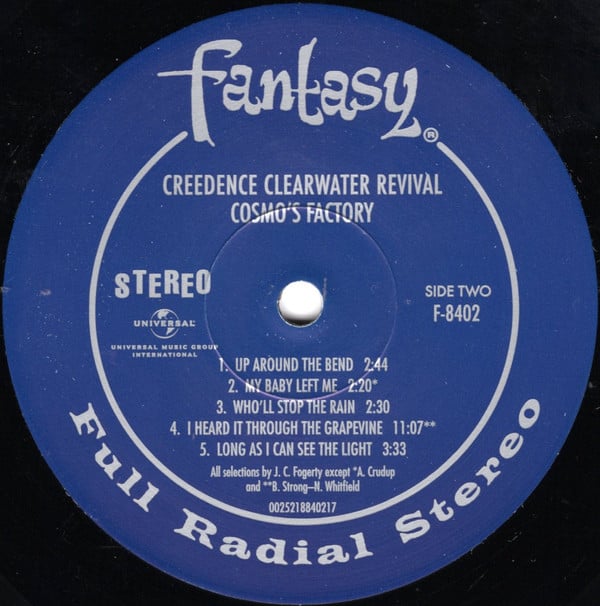 fantasy®
CREEDENCE CLEARWATER REVIVAL
COSMO'S FACTORY
STEREO
SIDE TWO
F-8402
UNIVERSAL
UNIVERSAL MUSIC GROUP
INTERNATIONAL
1. UP AROUND THE BEND 2:44
2. MY BABY LEFT ME 2:20*
3. WHO'LL STOP THE RAIN 2:30
4. I HEARD IT THROUGH THE GRAPEVINE 11:07**
5. LONG AS I CAN SEE THE LIGHT 3:33
All selections by J. C. Fogerty except *A. Crudup
and **B. Strong–N. Whitfield
0025218840217
Full Radial Stereo